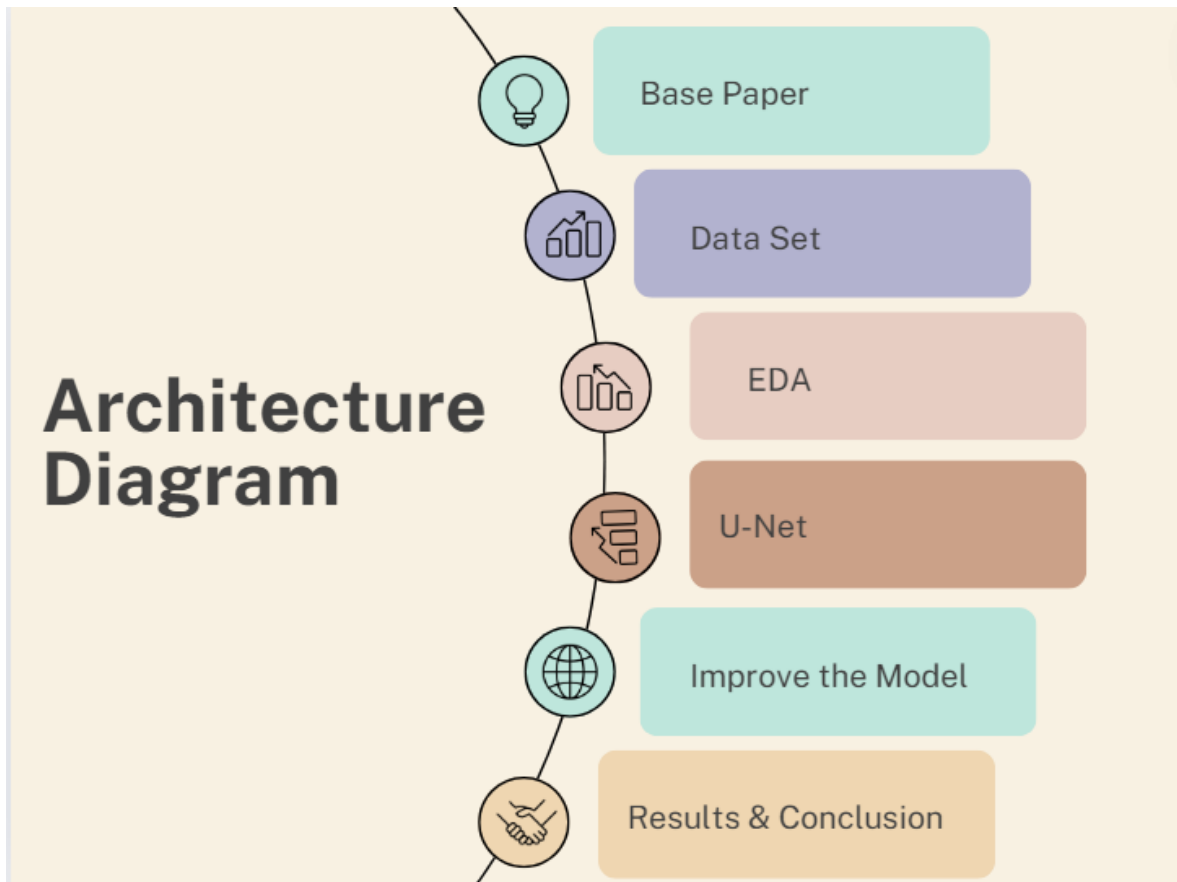 Architecture
Diagram
Base Paper
Data Set
EDA
U-Net
Improve the Model
Results & Conclusion